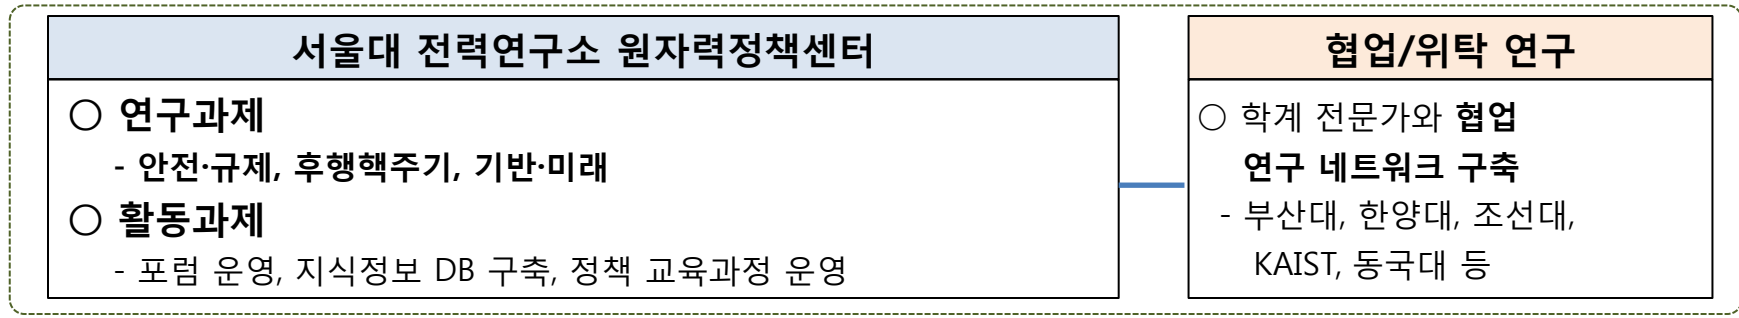 서울대 전력연구소 원자력정책센터
○ 연구과제
- 안전·규제, 후행핵주기, 기반·미래
○ 활동과제
- 포럼 운영, 지식정보 DB 구축, 정책 교육과정 운영
협업/위탁 연구
○ 학계 전문가와 협업
연구 네트워크 구축
- 부산대, 한양대, 조선대,
KAIST, 동국대 등